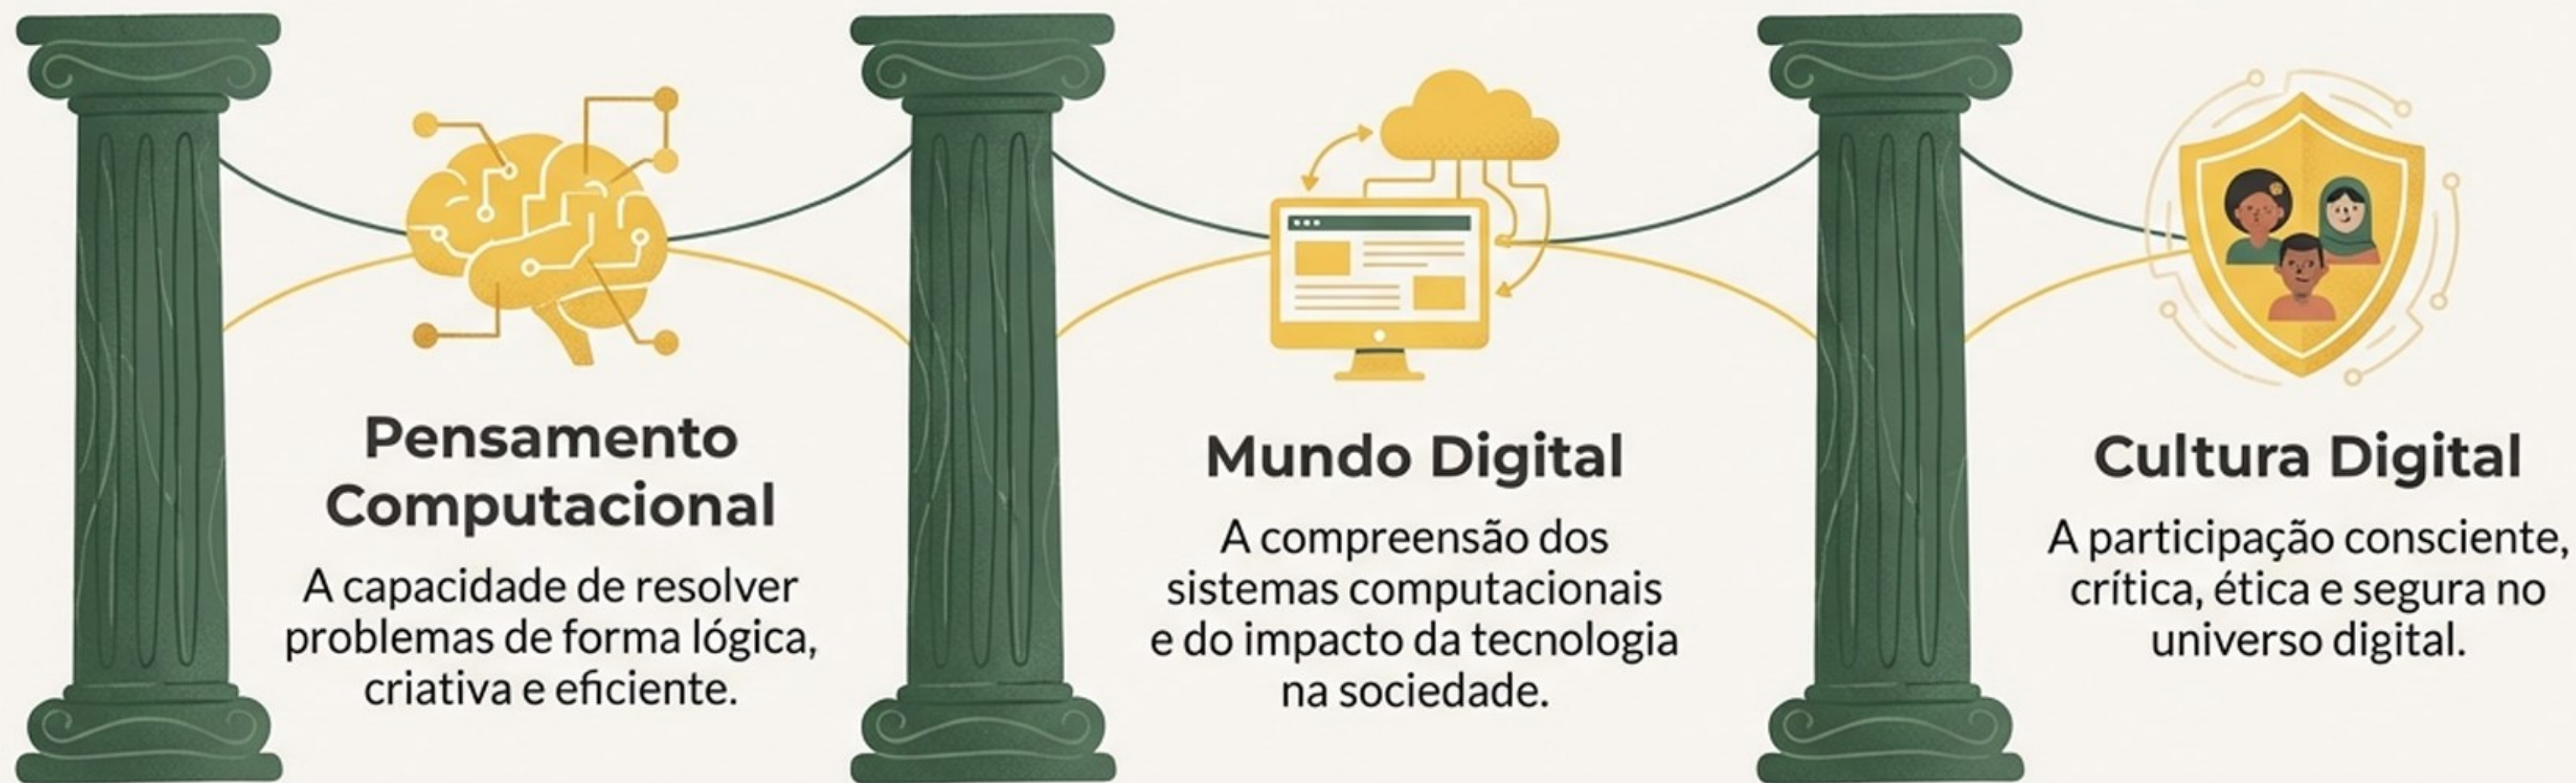 Pensamento
Computacional
A capacidade de resolver
problemas de forma lógica,
criativa e eficiente.
Mundo Digital
A compreensão dos
sistemas computacionais
e do impacto da tecnologia
na sociedade.
Cultura Digital
A participação consciente,
crítica, ética e segura no
universo digital.